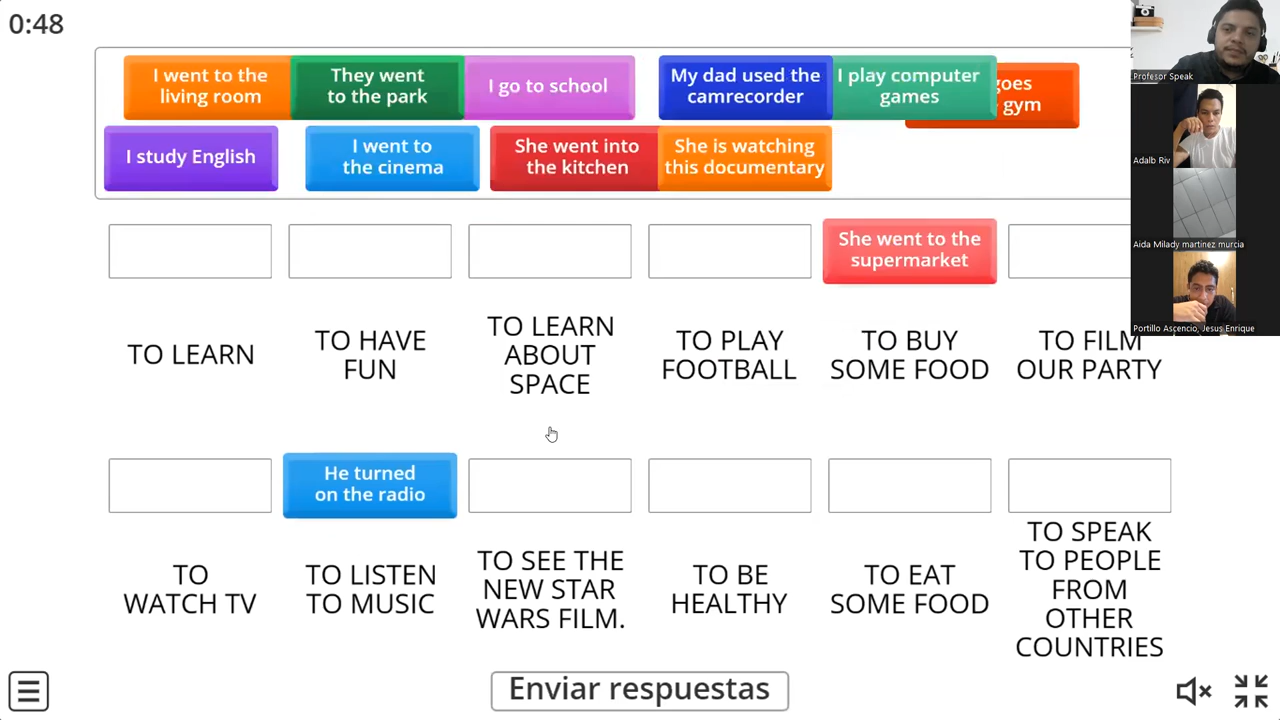 0:48
I went to the
living room
They went
to the park
I go to school
My dad used the
camrecorder
I play computer
games
goes
gym
I study English
I went to
the cinema
She went into
the kitchen
She is watching
this documentary
Profesor Speak
Adalb Riv
Aida Milady martinez murcia
Portillo Ascencio, Jesus Enrique
She went to the
supermarket
TO LEARN
TO HAVE
FUN
TO LEARN
ABOUT
SPACE
TO PLAY
FOOTBALL
TO BUY
SOME FOOD
TO FILM
OUR PARTY
He turned
on the radio
TO
WATCH TV
TO LISTEN
TO MUSIC
TO SEE THE
NEW STAR
WARS FILM.
TO BE
HEALTHY
TO EAT
SOME FOOD
TO SPEAK
TO PEOPLE
FROM
OTHER
COUNTRIES
Enviar respuestas